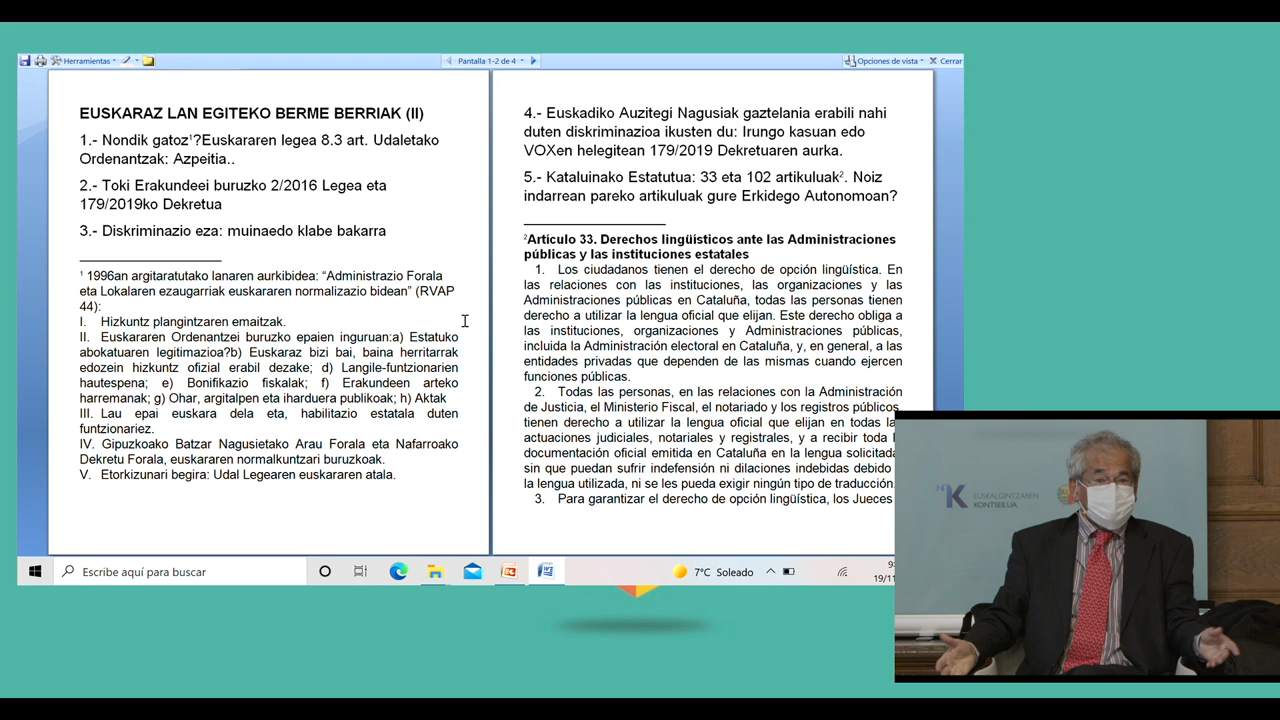 Herramientas
Pantalla 1-2 de 4
Opciones de vista
Cerrar
EUSKARAZ LAN EGITEKO BERME BERRIAK (II)
1.- Nondik gatoz¹?Euskararen legea 8.3 art. Udaletako
Ordenantzak: Azpeitia..
2.- Toki Erakundeei buruzko 2/2016 Legea eta
179/2019ko Dekretua
3.- Diskriminazio eza: muinaedo klabe bakarra
¹ 1996an argitaratutako lanaren aurkibidea: “Administrazio Forala
eta Lokalaren ezaugarriak euskararen normalizazio bidean” (RVAP
44):
I. Hizkuntz plangintzaren emaitzak.
II. Euskararen Ordenantzei buruzko epaien inguruan:a) Estatuko
abokatuaren legitimazioa?b) Euskaraz bizi bai, baina herritarrak
edozein hizkuntz ofizial erabil dezake; d) Langile-funtzionarien
hautespena; e) Bonifikazio fiskalak; f) Erakundeen arteko
harremanak; g) Ohar, argitalpen eta iharduera publikoak; h) Aktak
III. Lau epai euskara dela eta, habilitazio estatala duten
funtzionariez.
IV. Gipuzkoako Batzar Nagusietako Arau Forala eta Nafarroako
Dekretu Forala, euskararen normalkuntzari buruzkoak.
V. Etorkizunari begira: Udal Legearen euskararen atala.
4.- Euskadiko Auzitegi Nagusiak gaztelania erabili nahi
duten diskriminazioa ikusten du: Irungo kasuan edo
VOXen helegitean 179/2019 Dekretuaren aurka.
5.- Kataluinako Estatutua: 33 eta 102 artikuluak². Noiz
indarrean pareko artikuluak gure Erkidego Autonomoan?
²Artículo 33. Derechos lingüísticos ante las Administraciones
públicas y las instituciones estatales
1. Los ciudadanos tienen el derecho de opción lingüística. En
las relaciones con las instituciones, las organizaciones y las
Administraciones públicas en Cataluña, todas las personas tienen
derecho a utilizar la lengua oficial que elijan. Este derecho obliga a
las instituciones, organizaciones y Administraciones públicas,
incluida la Administración electoral en Cataluña, y, en general, a las
entidades privadas que dependen de las mismas cuando ejercen
funciones públicas.
2. Todas las personas, en las relaciones con la Administración
de Justicia, el Ministerio Fiscal, el notariado y los registros públicos,
tienen derecho a utilizar la lengua oficial que elijan en todas la
actuaciones judiciales, notariales y registrales, y a recibir toda l
documentación oficial emitida en Cataluña en la lengua solicitada
sin que puedan sufrir indefensión ni dilaciones indebidas debido
la lengua utilizada, ni se les pueda exigir ningún tipo de traducción.
3. Para garantizar el derecho de opción lingüística, los Jueces
Escribe aquí para buscar
7°C Soleado
9:
19/11
EUSKALGINTZAREN
KONTSEILUA